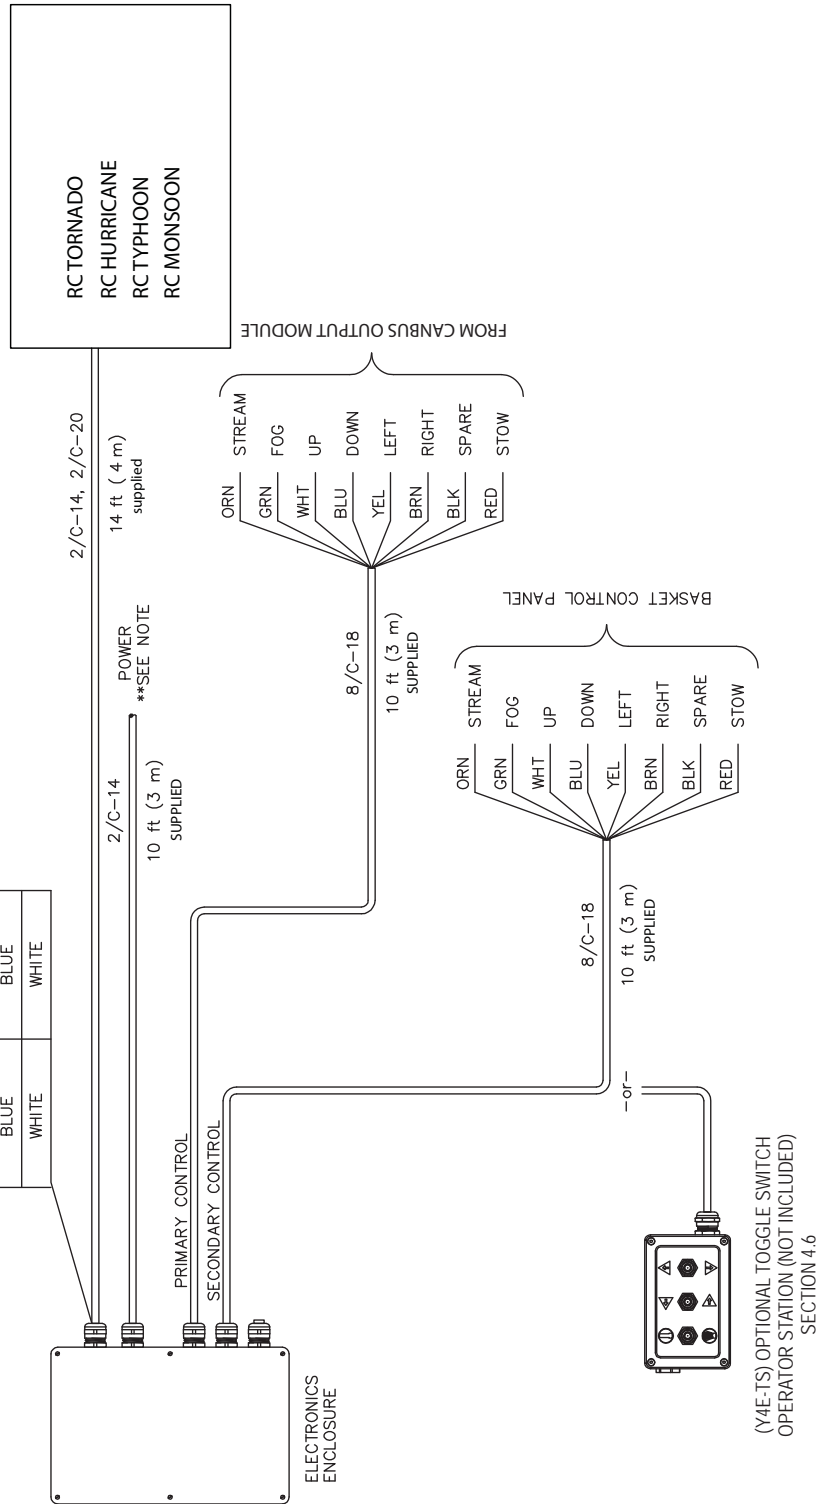 RC TORNADO
RC HURRICANE
RC TYPHOON
RC MONSOON
BLUE
BLUE
WHITE
WHITE
2/C-14, 2/C-20
14 ft ( 4 m)
supplied
POWER
**SEE NOTE
2/C-14
10 ft (3 m)
SUPPLIED
PRIMARY CONTROL
8/C-18
10 ft (3 m)
SUPPLIED
ORN STREAM
GRN FOG
WHT UP
BLU DOWN
YEL LEFT
BRN RIGHT
BLK SPARE
RED STOW
FROM CANBUS OUTPUT MODULE
SECONDARY CONTROL
8/C-18
10 ft (3 m)
SUPPLIED
ORN STREAM
GRN FOG
WHT UP
BLU DOWN
YEL LEFT
BRN RIGHT
BLK SPARE
RED STOW
BASKET CONTROL PANEL
-or-
ELECTRONICS
ENCLOSURE
(Y4E-TS) OPTIONAL TOGGLE SWITCH
OPERATOR STATION (NOT INCLUDED)
SECTION 4.6